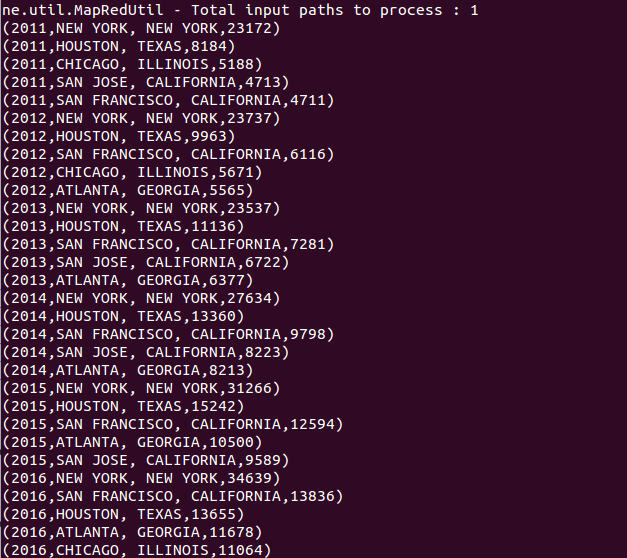 ne.util.MapRedUtil - Total input paths to process : 1
(2011,NEW YORK, NEW YORK,23172)
(2011,HOUSTON, TEXAS,8184)
(2011,CHICAGO, ILLINOIS,5188)
(2011,SAN JOSE, CALIFORNIA,4713)
(2011,SAN FRANCISCO, CALIFORNIA,4711)
(2012,NEW YORK, NEW YORK,23737)
(2012,HOUSTON, TEXAS,9963)
(2012,SAN FRANCISCO, CALIFORNIA,6116)
(2012,CHICAGO, ILLINOIS,5671)
(2012,ATLANTA, GEORGIA,5565)
(2013,NEW YORK, NEW YORK,23537)
(2013,HOUSTON, TEXAS,11136)
(2013,SAN FRANCISCO, CALIFORNIA,7281)
(2013,SAN JOSE, CALIFORNIA,6722)
(2013,ATLANTA, GEORGIA,6377)
(2014,NEW YORK, NEW YORK,27634)
(2014,HOUSTON, TEXAS,13360)
(2014,SAN FRANCISCO, CALIFORNIA,9798)
(2014,SAN JOSE, CALIFORNIA,8223)
(2014,ATLANTA, GEORGIA,8213)
(2015,NEW YORK, NEW YORK,31266)
(2015,HOUSTON, TEXAS,15242)
(2015,SAN FRANCISCO, CALIFORNIA,12594)
(2015,ATLANTA, GEORGIA,10500)
(2015,SAN JOSE, CALIFORNIA,9589)
(2016,NEW YORK, NEW YORK,34639)
(2016,SAN FRANCISCO, CALIFORNIA,13836)
(2016,HOUSTON, TEXAS,13655)
(2016,ATLANTA, GEORGIA,11678)
(2016,CHICAGO, ILLINOIS,11064)